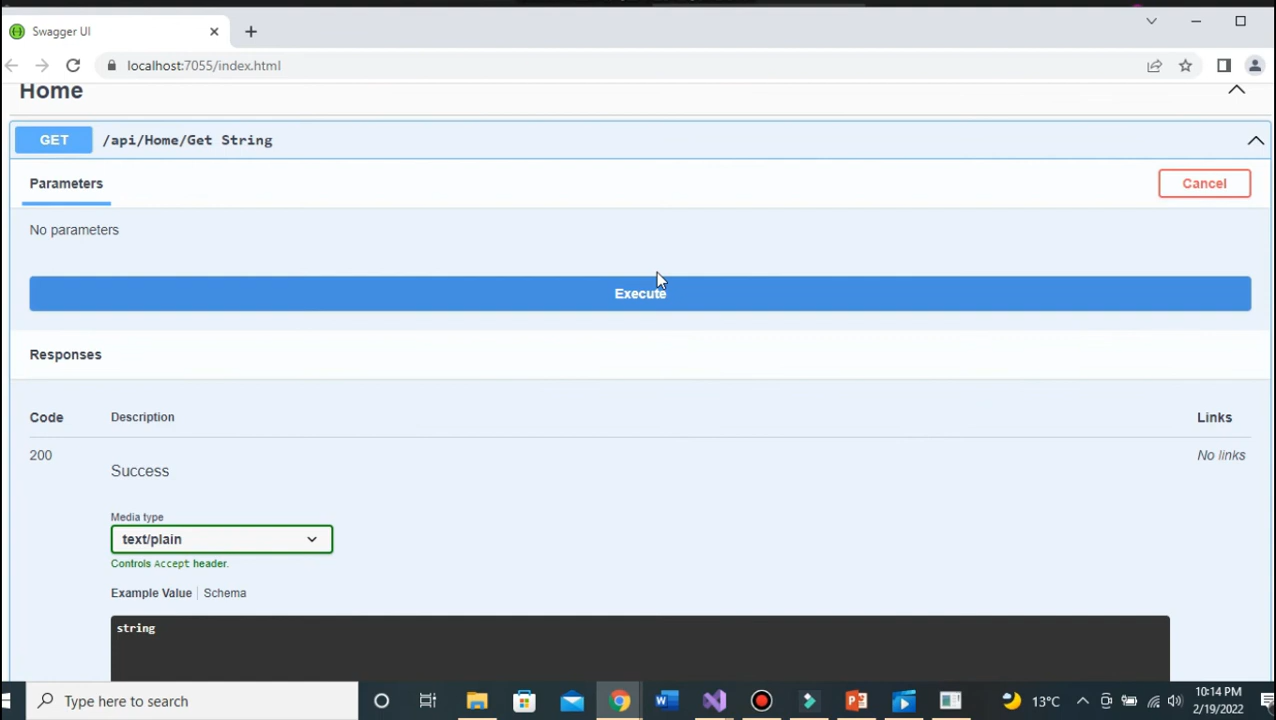 Swagger UI
localhost:7055/index.html
Home
GET /api/Home/Get String
Parameters
Cancel
No parameters
Execute
Responses
Code Description Links
200 Success No links
Media type
text/plain
Controls Accept header.
Example Value | Schema
string
Type here to search
13°C
10:14 PM
2/19/2022